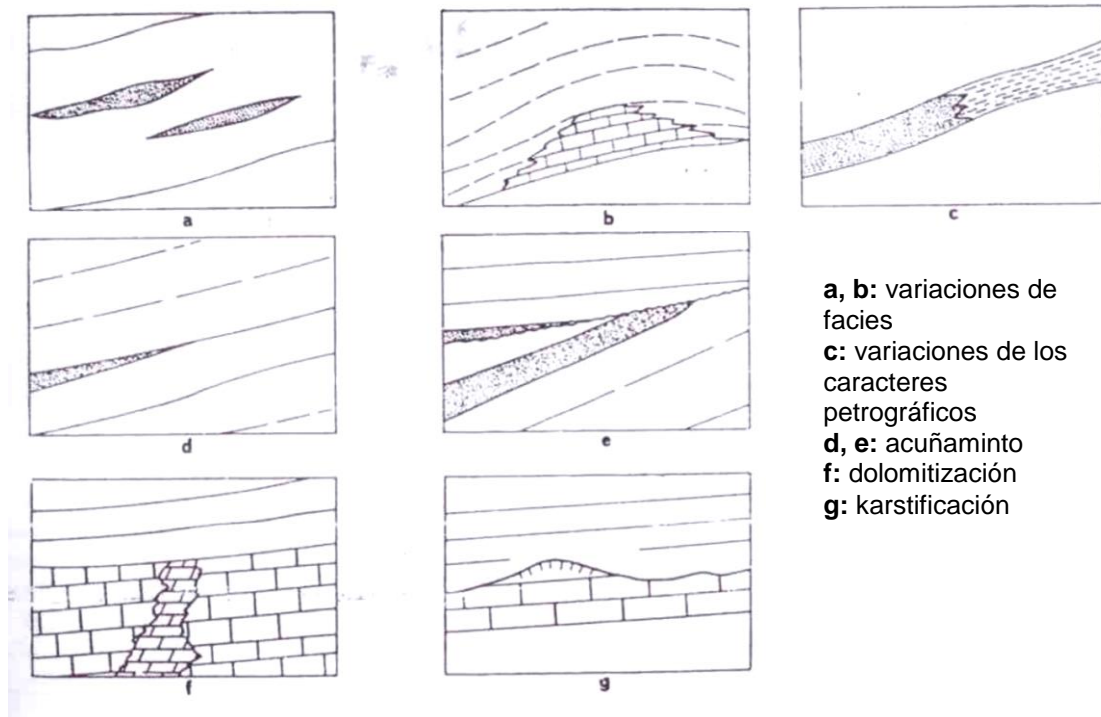 a
b
c
d
e
a, b: variaciones de
facies
c: variaciones de los
caracteres
petrográficos
d, e: acuñaminto
f: dolomitización
g: karstificación
f
g